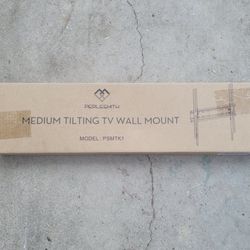 PERLESMITH
MEDIUM TILTING TV WALL MOUNT
MODEL: PSMTK1